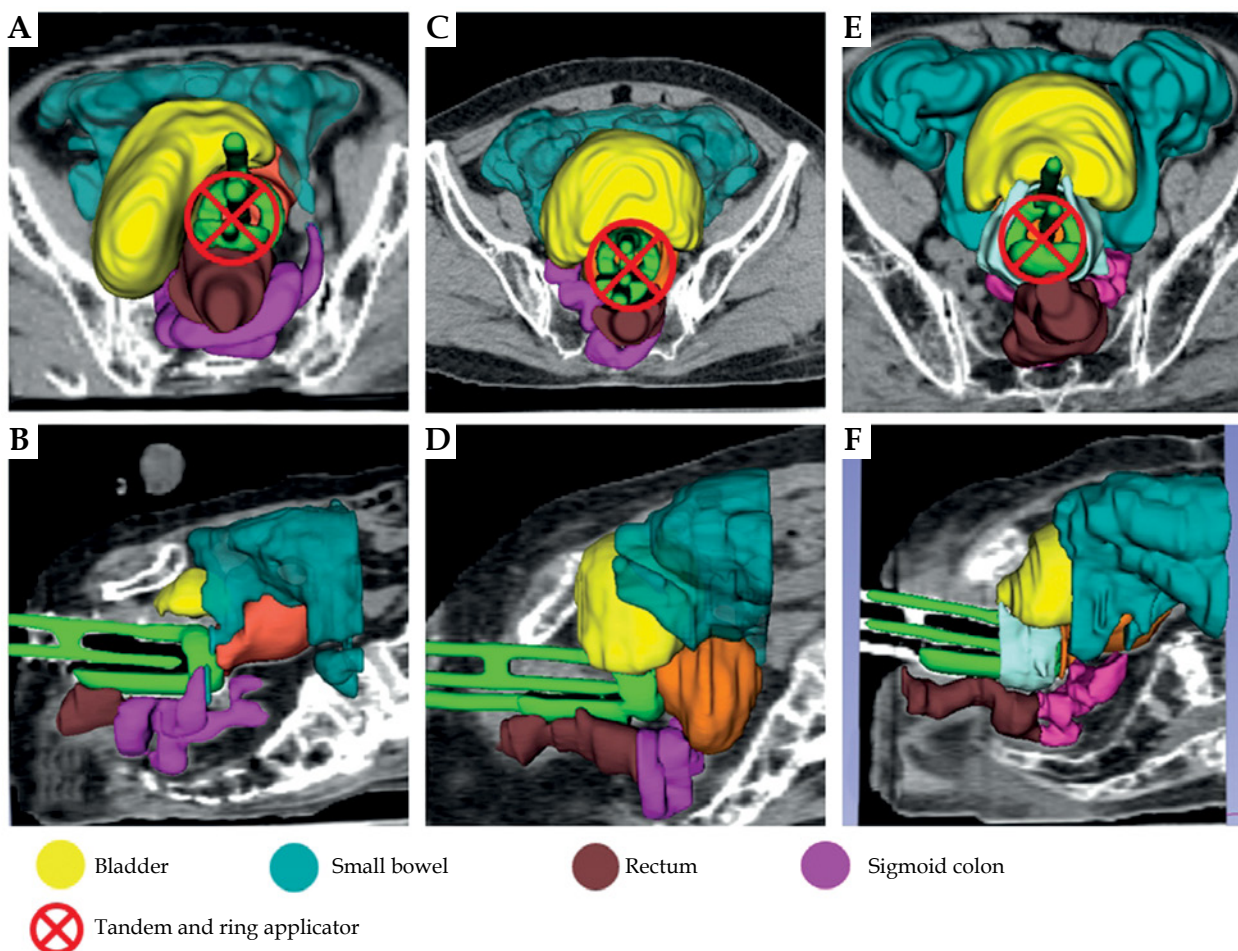 A
C
E
B
D
F
Bladder
Small bowel
Rectum
Sigmoid colon
Tandem and ring applicator